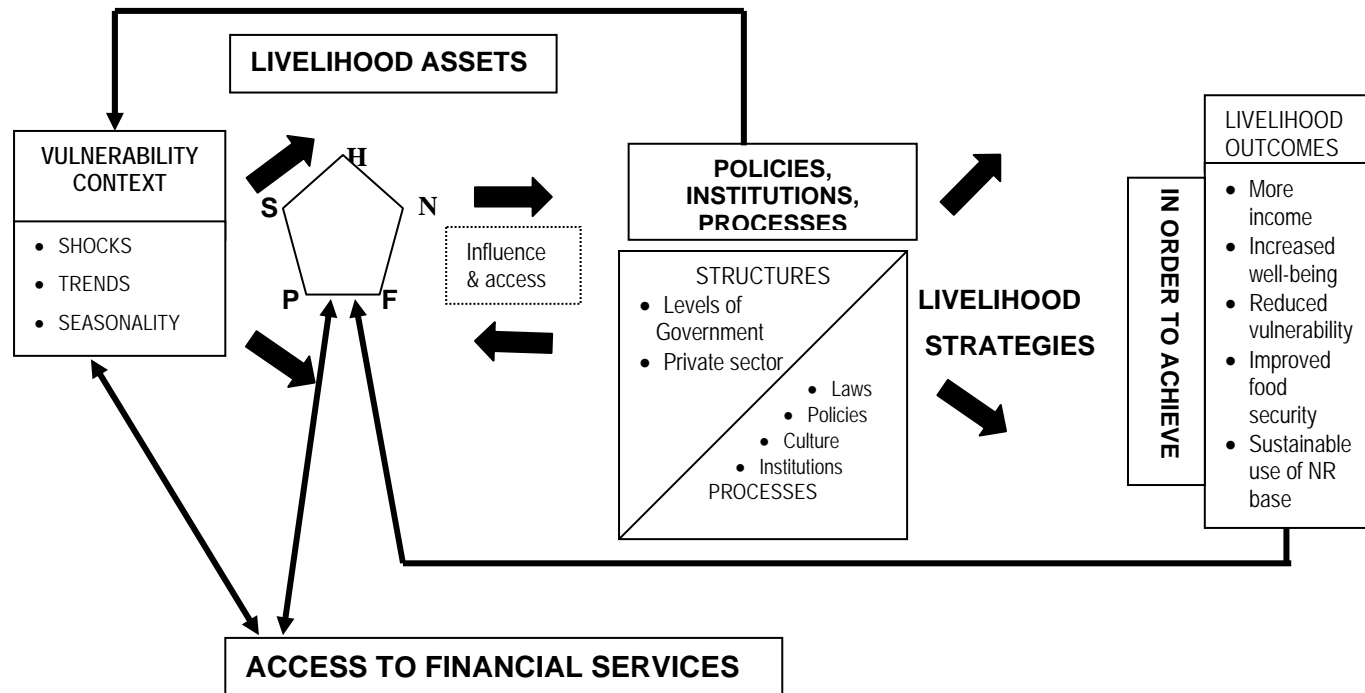 LIVELIHOOD ASSETS
VULNERABILITY
CONTEXT
• SHOCKS
• TRENDS
• SEASONALITY
H
S
N
P
F
Influence
& access
POLICIES,
INSTITUTIONS,
PROCESSES
STRUCTURES
• Levels of
Government
• Private sector
• Laws
• Policies
• Culture
• Institutions
PROCESSES
LIVELIHOOD
STRATEGIES
IN ORDER TO ACHIEVE
LIVELIHOOD
OUTCOMES
• More
income
• Increased
well-being
• Reduced
vulnerability
• Improved
food
security
• Sustainable
use of NR
base
ACCESS TO FINANCIAL SERVICES